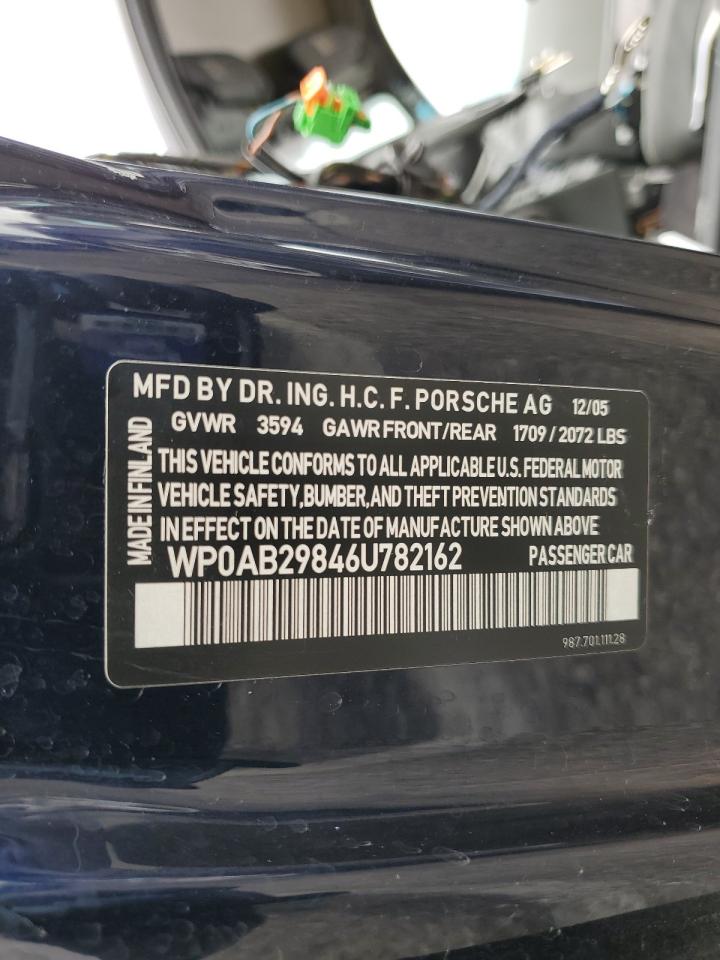 MFD BY DR. ING. H.C. F. PORSCHE AG 12/05
GVWR 3594 GAWR FRONT/REAR 1709 / 2072 LBS
THIS VEHICLE CONFORMS TO ALL APPLICABLE U.S. FEDERAL MOTOR
VEHICLE SAFETY, BUMBER, AND THEFT PREVENTION STANDARDS
IN EFFECT ON THE DATE OF MANUFACTURE SHOWN ABOVE
WP0AB29846U782162 PASSENGER CAR
987.701.111.28
MADE IN FINLAND